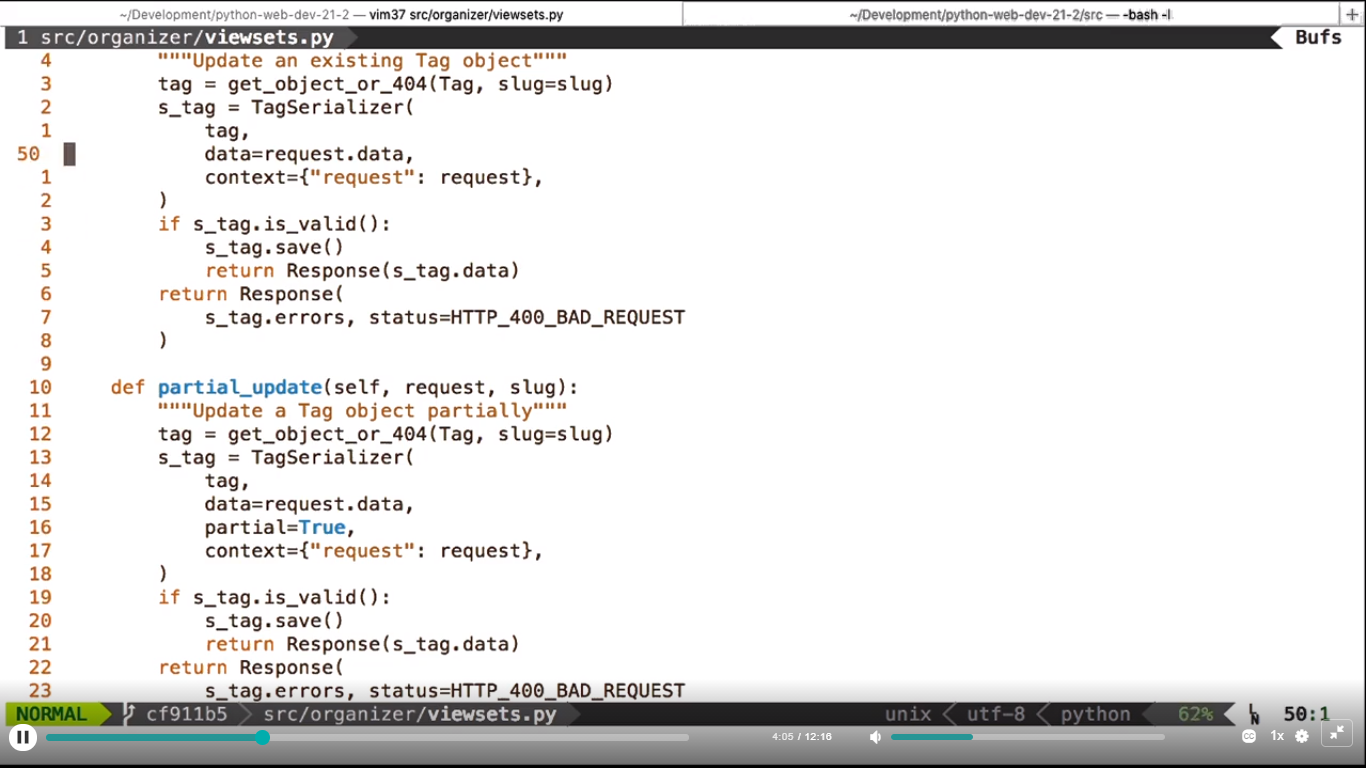 ~/Development/python-web-dev-21-2 — vim37 src/organizer/viewsets.py ~/Development/python-web-dev-21-2/src — -bash -l +
1 src/organizer/viewsets.py Bufs
4 """Update an existing Tag object"""
3 tag = get_object_or_404(Tag, slug=slug)
2 s_tag = TagSerializer(
1 tag,
50 data=request.data,
1 context={"request": request},
2 )
3 if s_tag.is_valid():
4 s_tag.save()
5 return Response(s_tag.data)
6 return Response(
7 s_tag.errors, status=HTTP_400_BAD_REQUEST
8 )
9
10 def partial_update(self, request, slug):
11 """Update a Tag object partially"""
12 tag = get_object_or_404(Tag, slug=slug)
13 s_tag = TagSerializer(
14 tag,
15 data=request.data,
16 partial=True,
17 context={"request": request},
18 )
19 if s_tag.is_valid():
20 s_tag.save()
21 return Response(s_tag.data)
22 return Response(
23 s_tag.errors, status=HTTP_400_BAD_REQUEST
NORMAL cf911b5 src/organizer/viewsets.py unix utf-8 python 62% LN 50:1
4:05 / 12:16 CC 1x